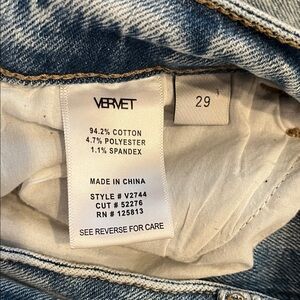 VERVET
29
94.2% COTTON
4.7% POLYESTER
1.1% SPANDEX
MADE IN CHINA
STYLE # V2744
CUT # 52276
RN # 125813
SEE REVERSE FOR CARE